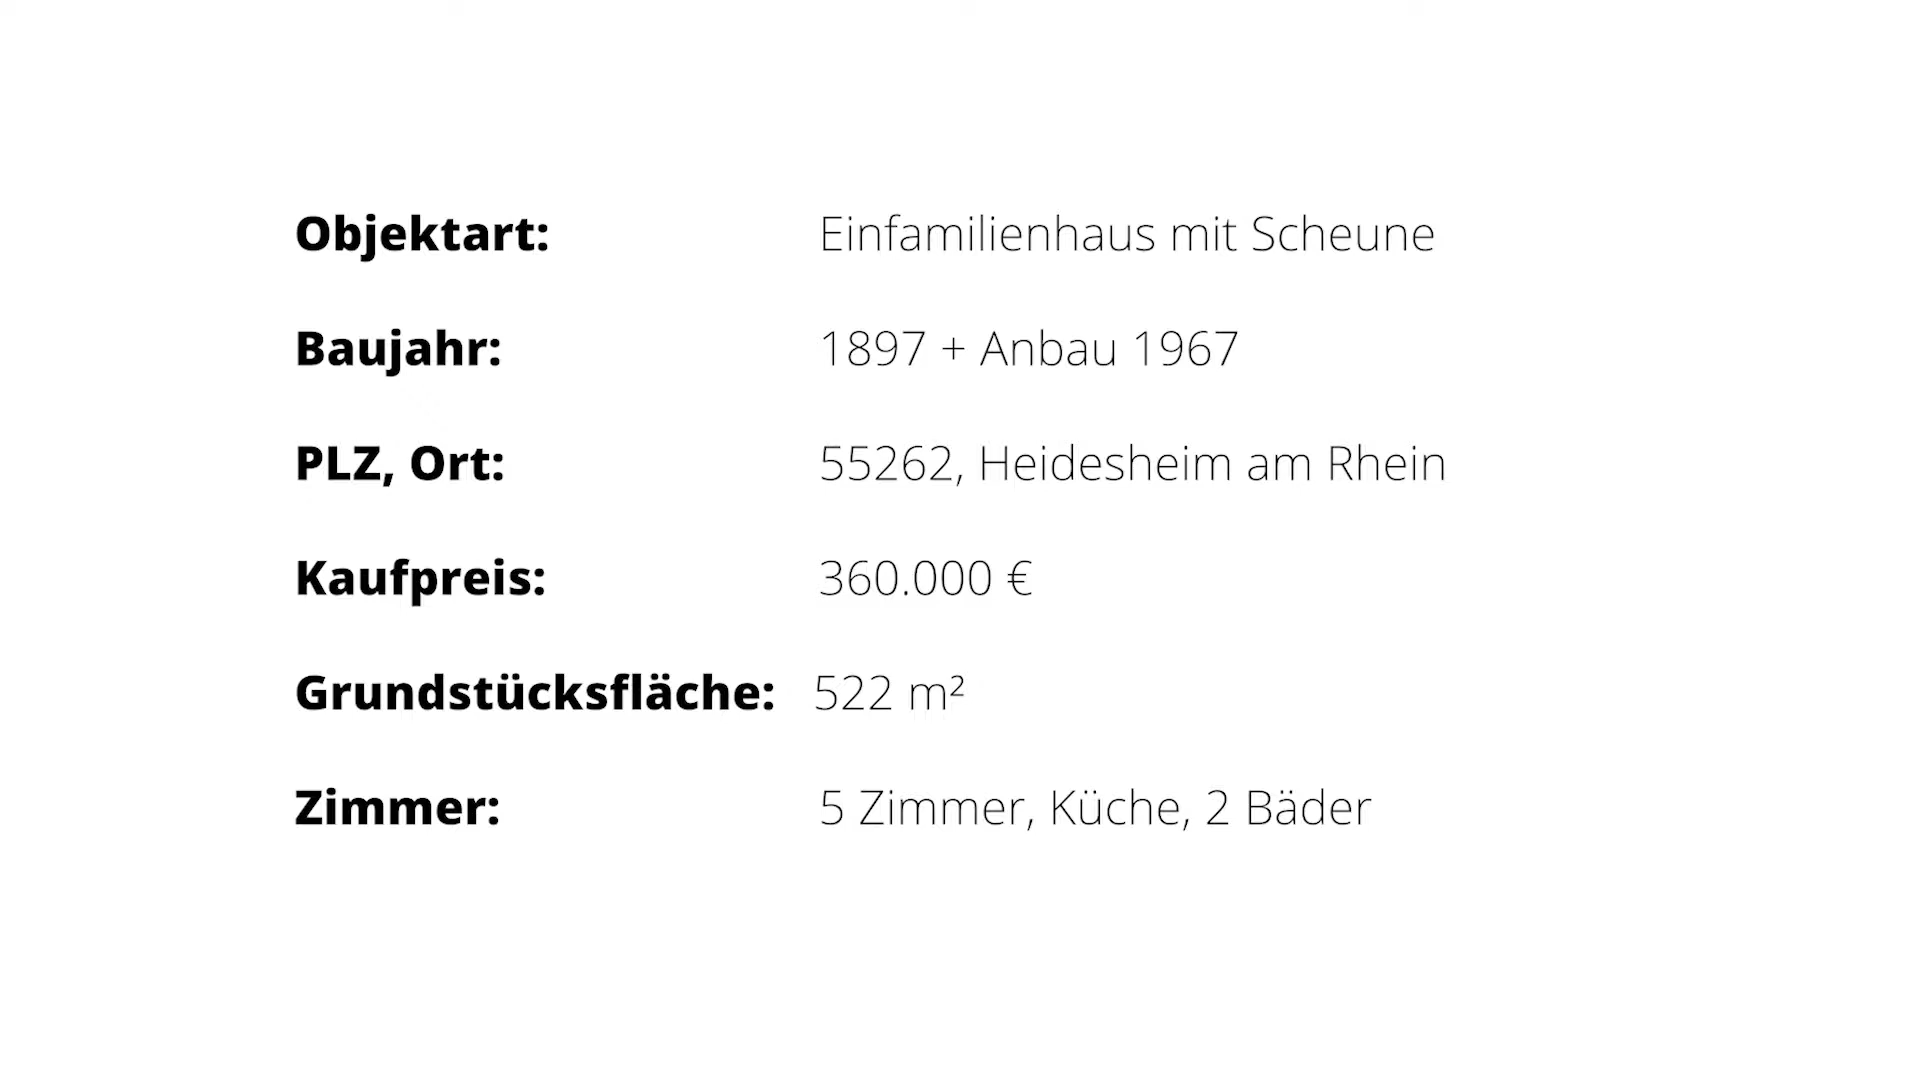 Objektart: Einfamilienhaus mit Scheune
Baujahr: 1897 + Anbau 1967
PLZ, Ort: 55262, Heidesheim am Rhein
Kaufpreis: 360.000 €
Grundstücksfläche: 522 m²
Zimmer: 5 Zimmer, Küche, 2 Bäder